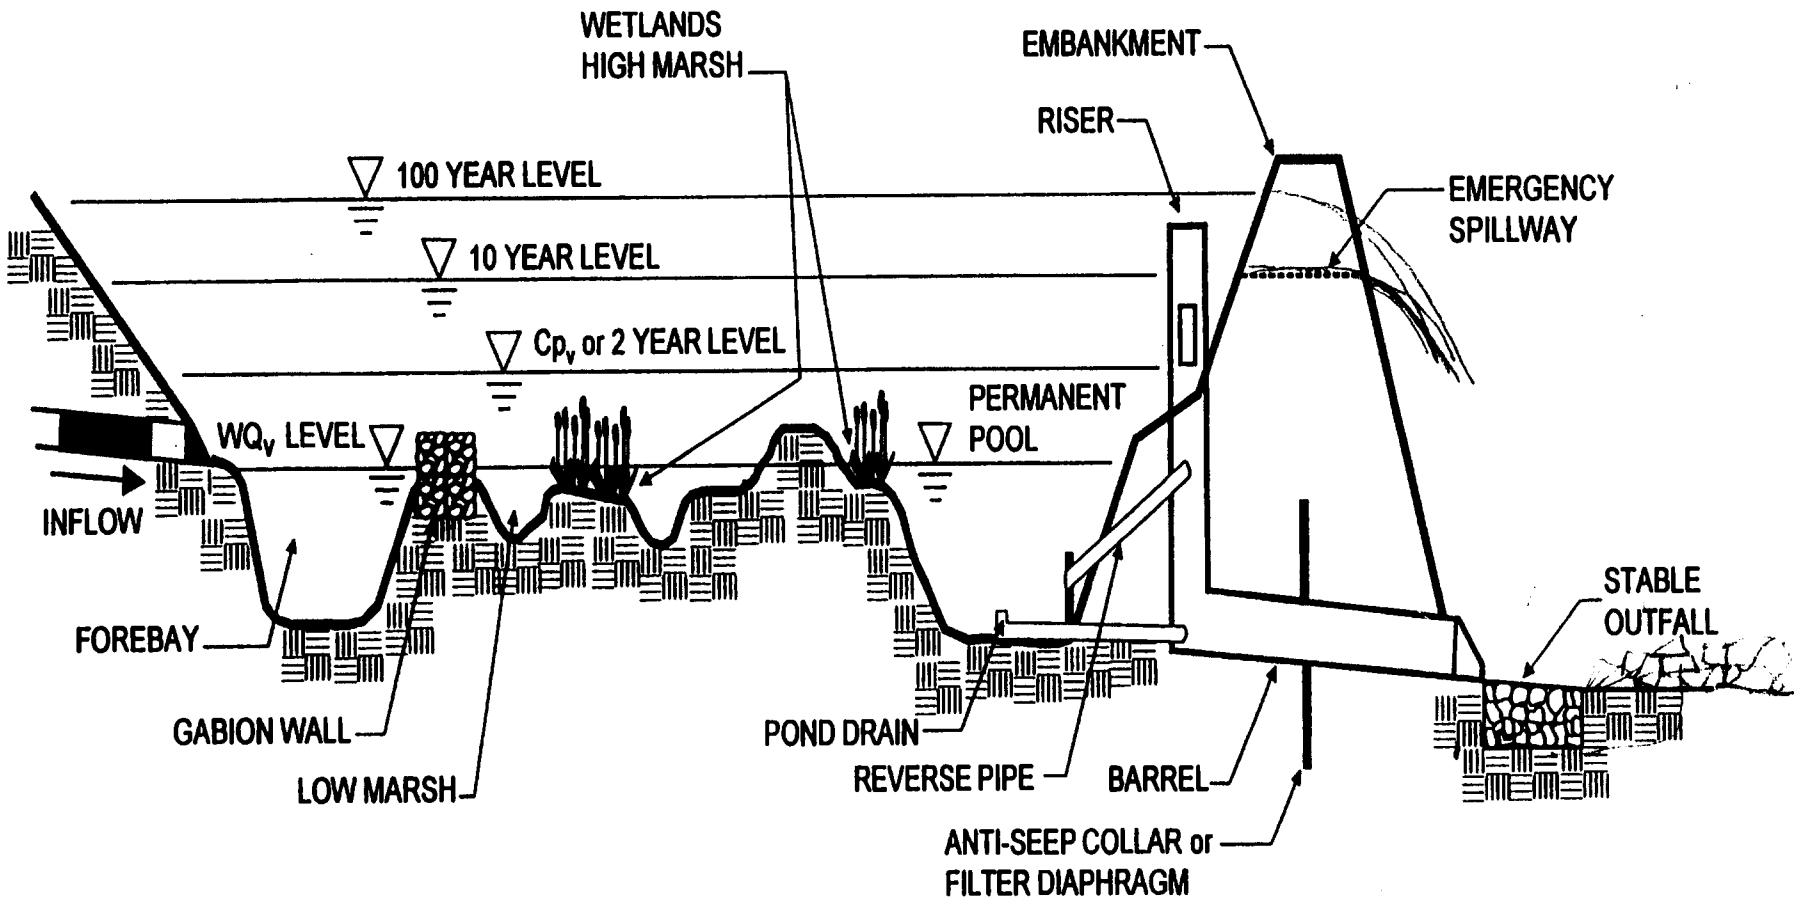 WETLANDS
HIGH MARSH
EMBANKMENT
RISER
100 YEAR LEVEL
EMERGENCY
SPILLWAY
10 YEAR LEVEL
Cpv or 2 YEAR LEVEL
PERMANENT
POOL
WQv LEVEL
INFLOW
STABLE
OUTFALL
FOREBAY
GABION WALL
POND DRAIN
LOW MARSH
REVERSE PIPE
BARREL
ANTI-SEEP COLLAR or
FILTER DIAPHRAGM